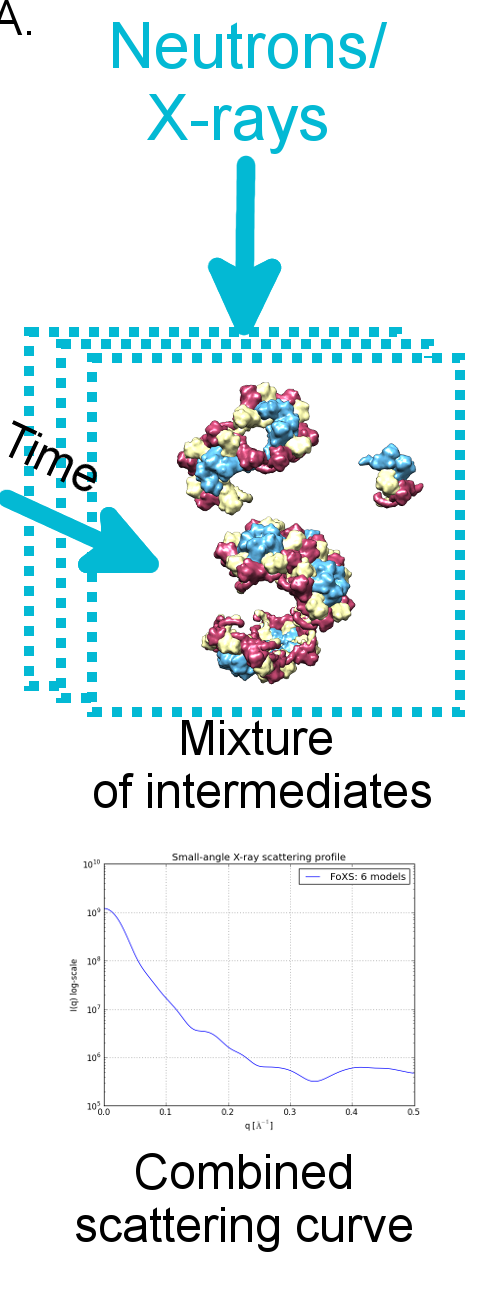 A.
Neutrons/
X-rays
Time
Mixture
of intermediates
Small-angle X-ray scattering profile
FoXS: 6 models
I(q) log-scale
10^10
10^9
10^8
10^7
10^6
10^5
0.0 0.1 0.2 0.3 0.4 0.5
q [Å^-1]
Combined
scattering curve